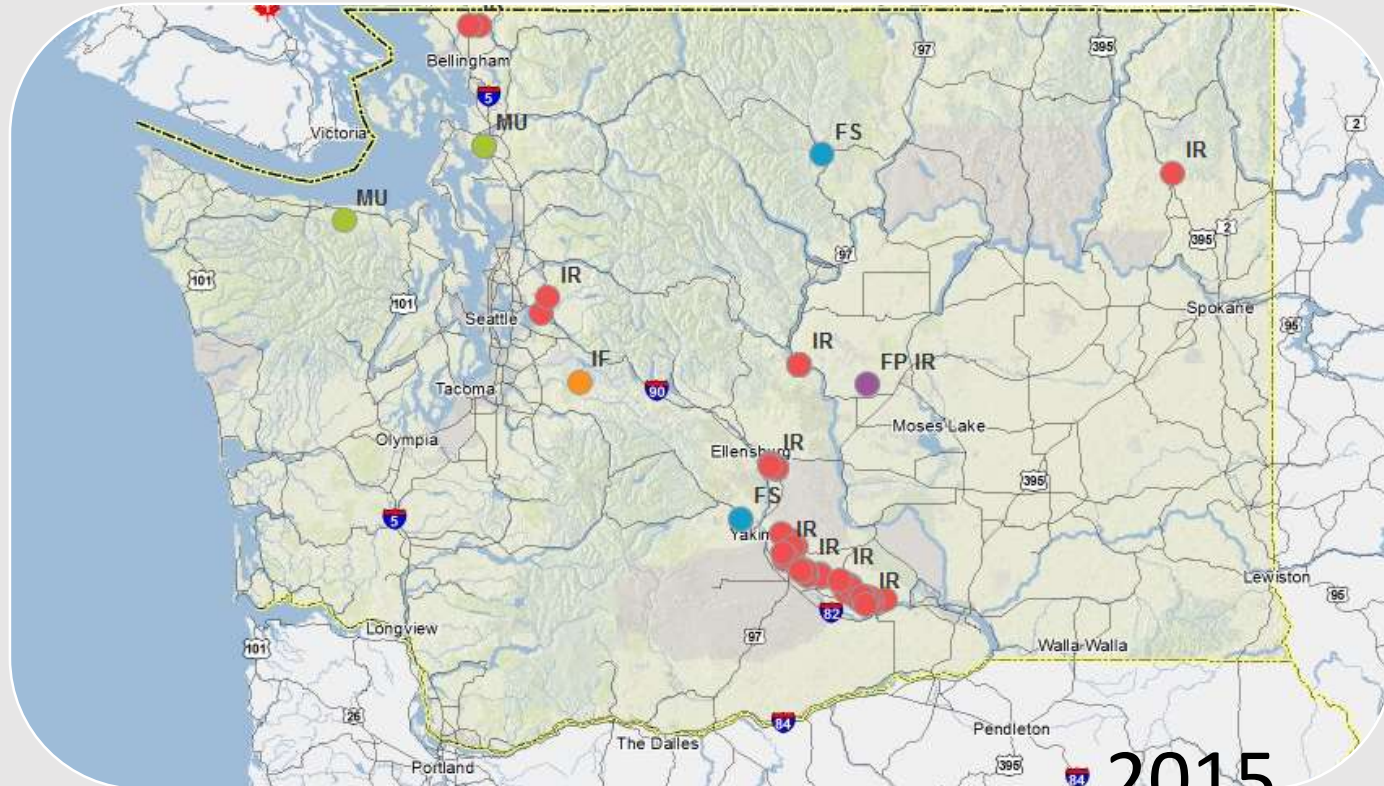 Bellingham
97
395
5
MU
2
Victoria
FS
IR
MU
395
2
97
101
IR
101
Spokane
Seattle
95
IR
IF
FP IR
Tacoma
90
Moses Lake
Olympia
IR
Ellensburg
395
FS
5
IR
IR
IR
IR
Lewiston
82
95
Longview
97
Walla Walla
101
26
84
Pendleton
The Dalles
395
Portland
84
2015